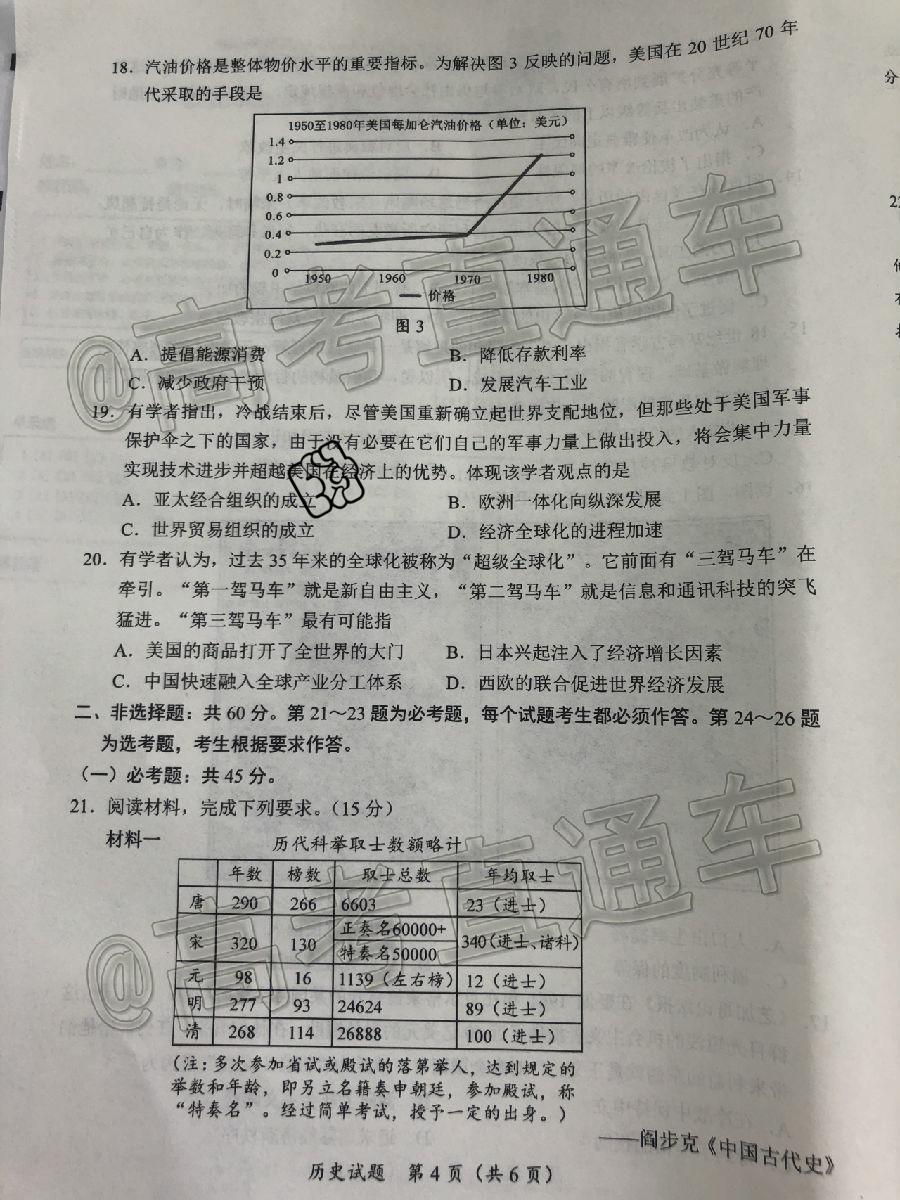 18. 汽油价格是整体物价水平的重要指标。为解决图 3 反映的问题，美国在 20 世纪 70 年
代采取的手段是
1950至1980年美国每加仑汽油价格（单位：美元）
1.4
1.2
1
0.8
0.6
0.4
0.2
0
1950 1960 1970 1980
价格
图 3
A. 提倡能源消费 B. 降低存款利率
C. 减少政府干预 D. 发展汽车工业
19. 有学者指出，冷战结束后，尽管美国重新确立起世界支配地位，但那些处于美国军事
保护伞之下的国家，由于没有必要在它们自己的军事力量上做出投入，将会集中力量
实现技术进步并超越美国在经济上的优势。体现该学者观点的是
A. 亚太经合组织的成立 B. 欧洲一体化向纵深发展
C. 世界贸易组织的成立 D. 经济全球化的进程加速
20. 有学者认为，过去 35 年来的全球化被称为“超级全球化”。它前面有“三驾马车”在
牵引。“第一驾马车”就是新自由主义，“第二驾马车”就是信息和通讯科技的突飞
猛进。“第三驾马车”最有可能指
A. 美国的商品打开了全世界的大门 B. 日本兴起注入了经济增长因素
C. 中国快速融入全球产业分工体系 D. 西欧的联合促进世界经济发展
二、非选择题：共 60 分。第 21～23 题为必考题，每个试题考生都必须作答。第 24～26 题
为选考题，考生根据要求作答。
（一）必考题：共 45 分。
21. 阅读材料，完成下列要求。（15 分）
材料一 历代科举取士数额略计
年数 榜数 取士总数 年均取士
唐 290 266 6603 23（进士）
宋 320 130 正奏名60000+ 特奏名50000 340（进士、诸科）
元 98 16 1139（左右榜） 12（进士）
明 277 93 24624 89（进士）
清 268 114 26888 100（进士）
（注：多次参加省试或殿试的落第举人，达到规定的
举数和年龄，即另立名籍奏申朝廷，参加殿试，称
“特奏名”。经过简单考试，授予一定的出身。）
——阎步克《中国古代史》
历史试题 第 4 页（共 6 页）
@高考直通车
@高考直通车
分